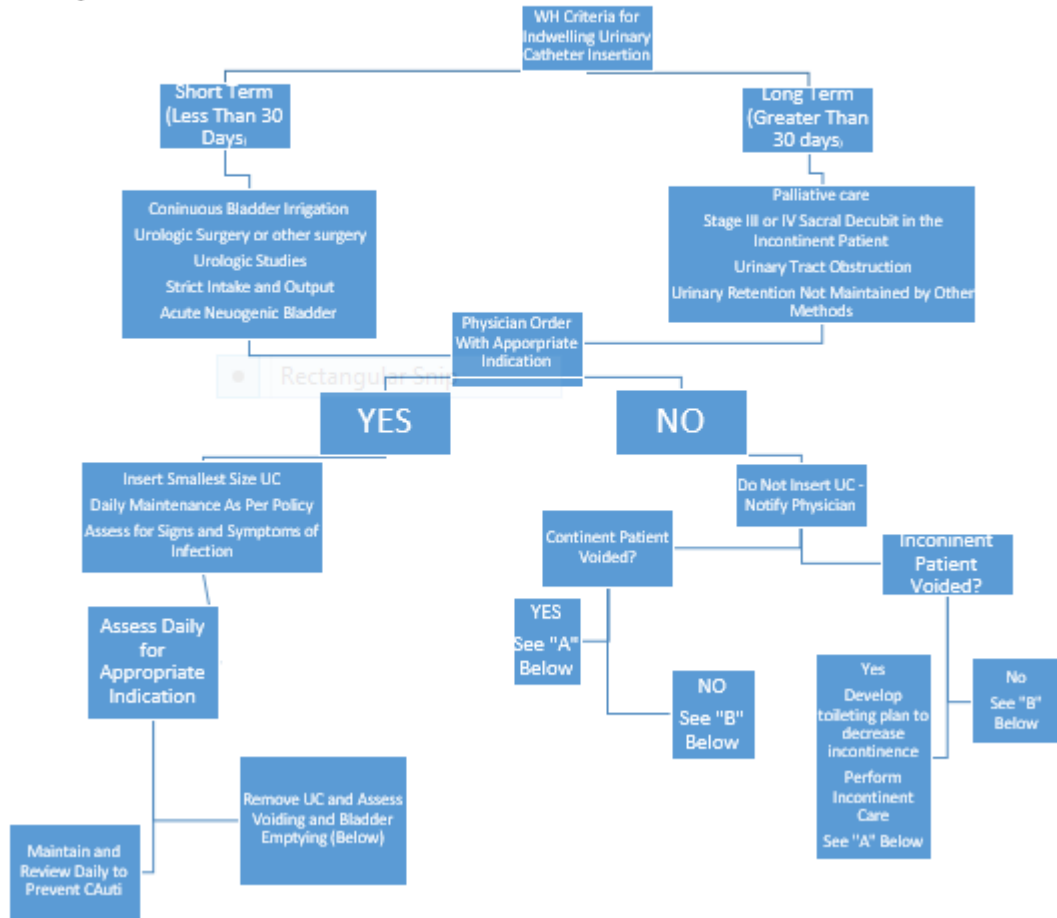 WH Criteria for
Indwelling Urinary
Catheter Insertion
Short Term
(Less Than 30
Days)
Long Term
(Greater Than
30 days)
Coninuous Bladder Irrigation
Urologic Surgery or other surgery
Urologic Studies
Strict Intake and Output
Acute Neuogenic Bladder
Palliative care
Stage III or IV Sacral Decubit in the
Incontinent Patient
Urinary Tract Obstruction
Urinary Retention Not Maintained by Other
Methods
Physician Order
With Apporpriate
Indication
Rectangular Snip
YES
NO
Insert Smallest Size UC
Daily Maintenance As Per Policy
Assess for Signs and Symptoms of
Infection
Do Not Insert UC -
Notify Physician
Continent Patient
Voided?
Inconinent
Patient
Voided?
Assess Daily
for
Appropriate
Indication
YES
See "A"
Below
NO
See "B"
Below
Yes
Develop
toileting plan to
decrease
incontinence
Perform
Incontinent
Care
See "A" Below
No
See "B"
Below
Remove UC and Assess
Voiding and Bladder
Emptying (Below)
Maintain and
Review Daily to
Prevent CAuti